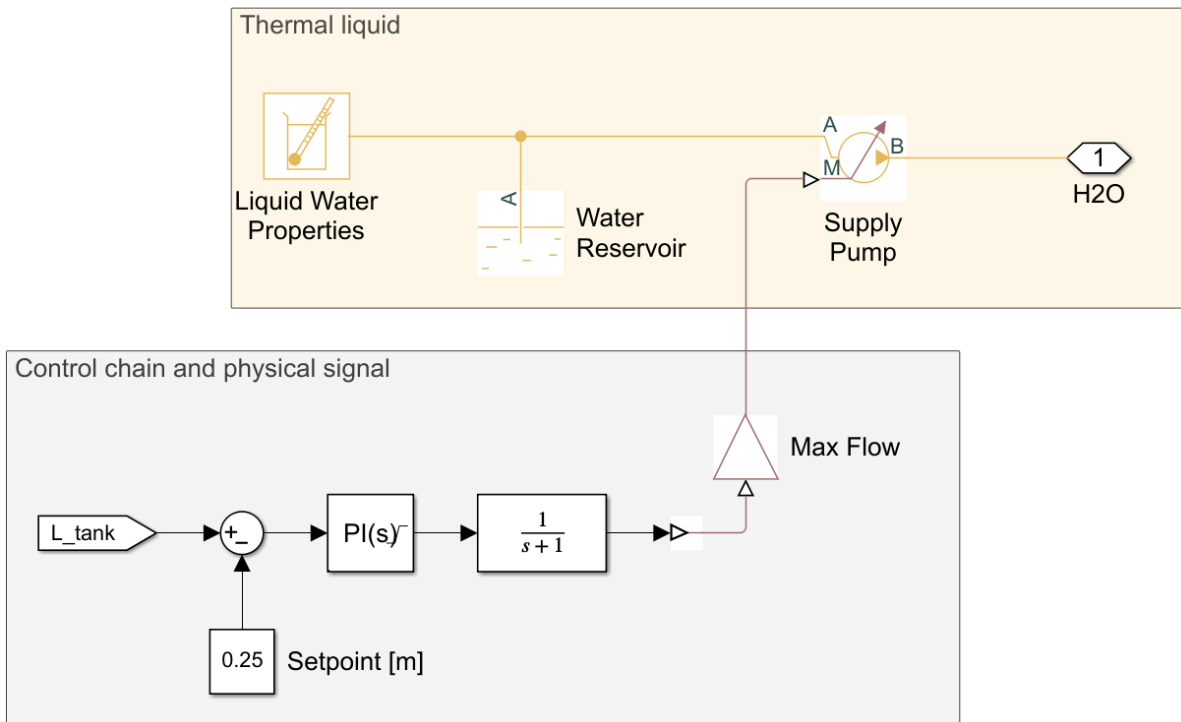 Thermal liquid
A
M
B
1
H2O
Liquid Water
Properties
A
Water
Reservoir
Supply
Pump
Control chain and physical signal
Max Flow
L_tank
+
-
PI(s)
1
s + 1
0.25
Setpoint [m]